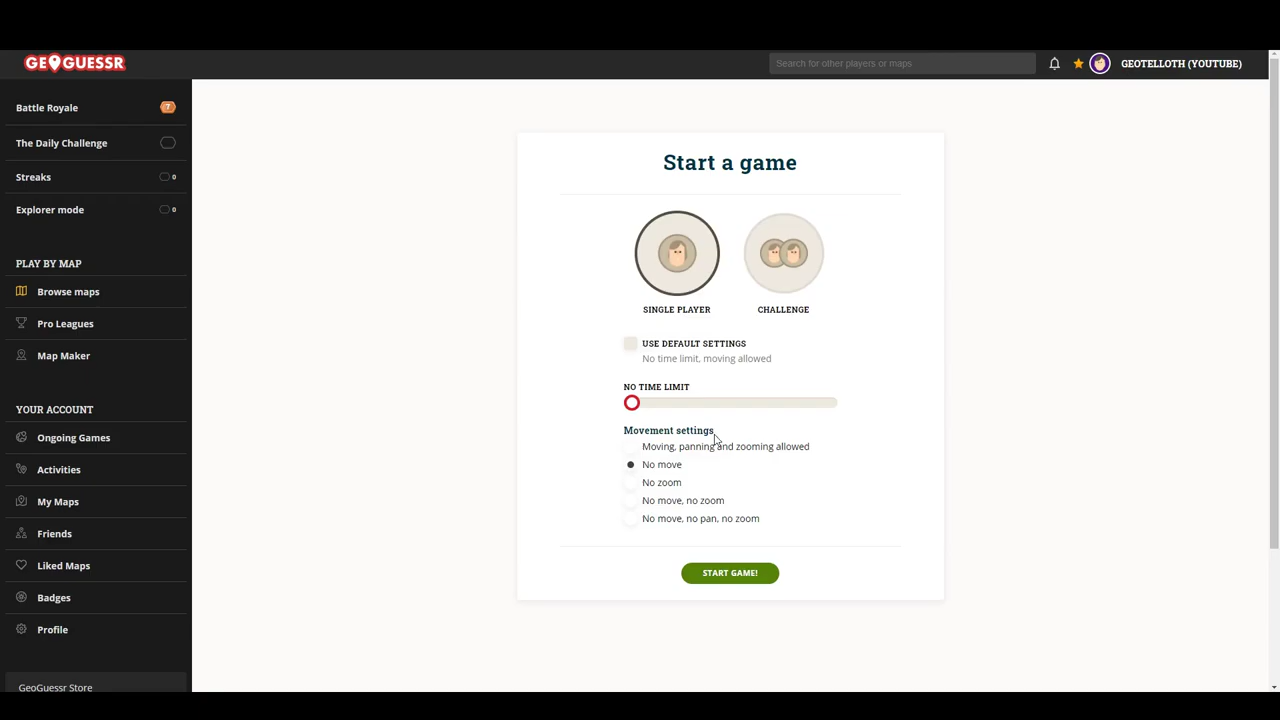 GEOGUESSR
Search for other players or maps
GEOTELLOTH (YOUTUBE)
Battle Royale
7
The Daily Challenge
Streaks
0
Explorer mode
0
PLAY BY MAP
Browse maps
Pro Leagues
Map Maker
YOUR ACCOUNT
Ongoing Games
Activities
My Maps
Friends
Liked Maps
Badges
Profile
GeoGuessr Store
Start a game
SINGLE PLAYER
CHALLENGE
USE DEFAULT SETTINGS
No time limit, moving allowed
NO TIME LIMIT
Movement settings
Moving, panning and zooming allowed
No move
No zoom
No move, no zoom
No move, no pan, no zoom
START GAME!